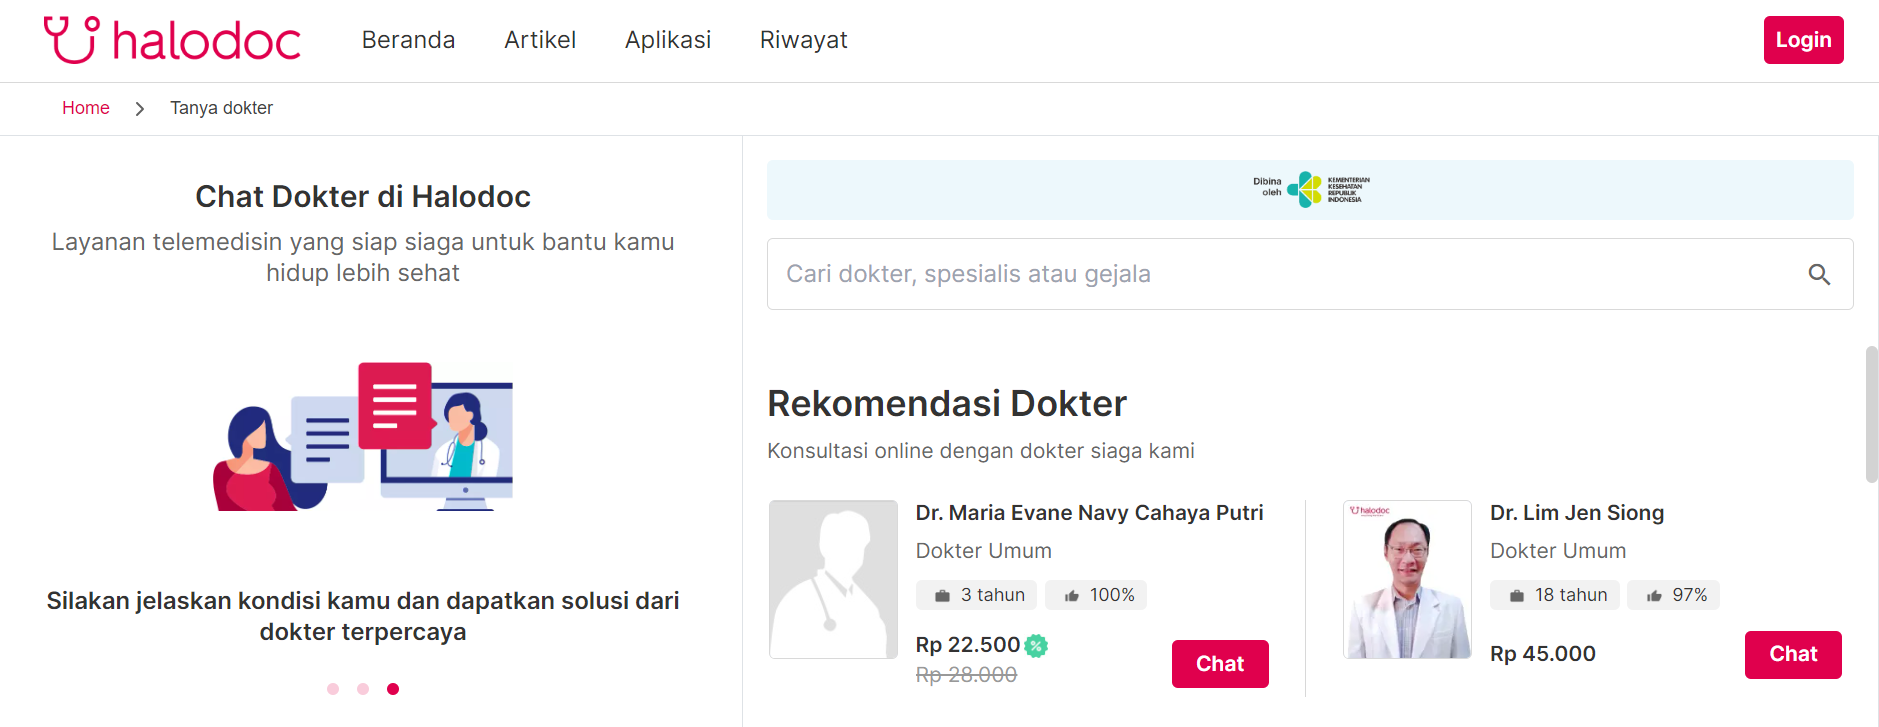 halodoc
Beranda
Artikel
Aplikasi
Riwayat
Login
Home
Tanya dokter
Chat Dokter di Halodoc
Layanan telemedisin yang siap siaga untuk bantu kamu
hidup lebih sehat
Silakan jelaskan kondisi kamu dan dapatkan solusi dari
dokter terpercaya
Dibina
oleh
KEMENTERIAN
KESEHATAN
REPUBLIK
INDONESIA
Cari dokter, spesialis atau gejala
Rekomendasi Dokter
Konsultasi online dengan dokter siaga kami
Dr. Maria Evane Navy Cahaya Putri
Dokter Umum
3 tahun
100%
Rp 22.500
Rp 28.000
Chat
halodoc
Dr. Lim Jen Siong
Dokter Umum
18 tahun
97%
Rp 45.000
Chat